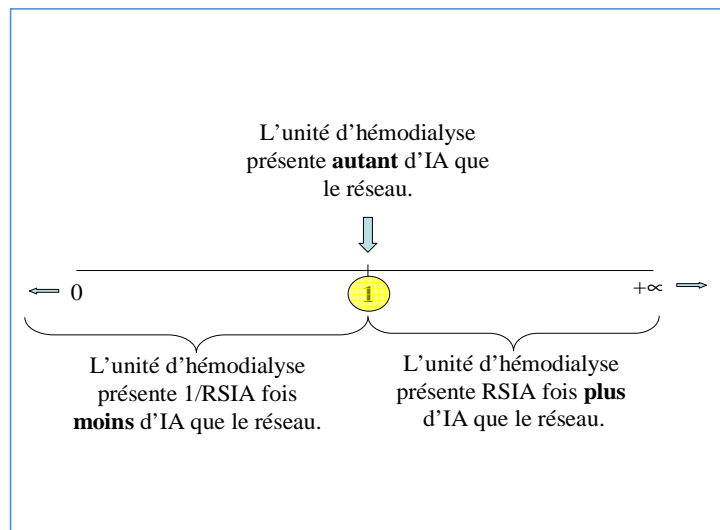 L’unité d’hémodialyse
présente autant d’IA que
le réseau.
0
1
+∞
L’unité d’hémodialyse
présente 1/RSIA fois
moins d’IA que le réseau.
L’unité d’hémodialyse
présente RSIA fois plus
d’IA que le réseau.